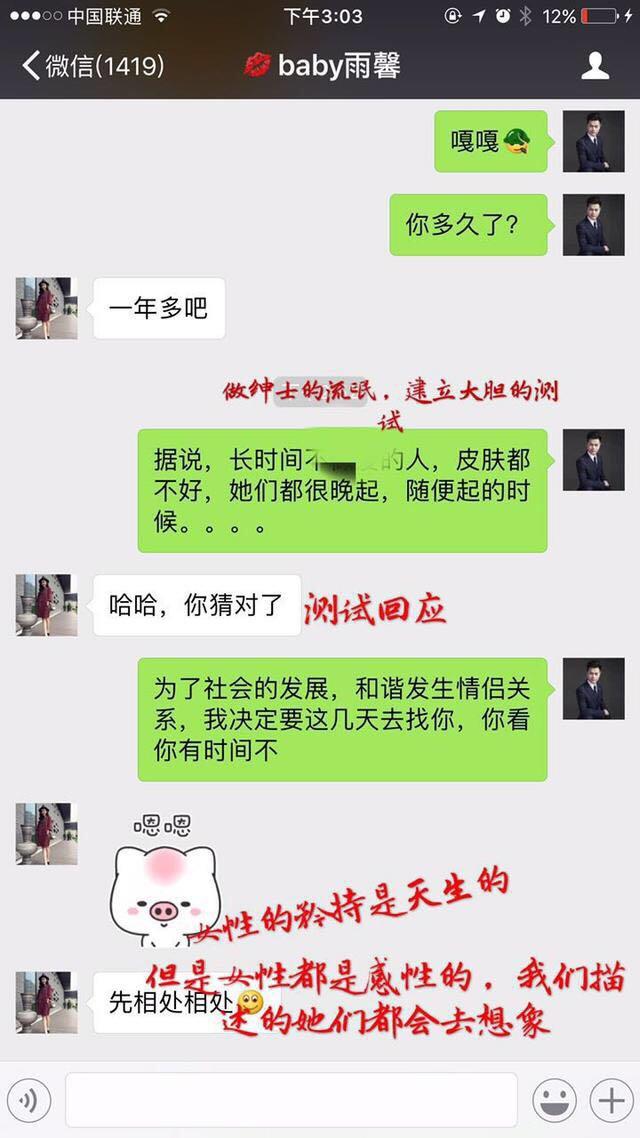 中国联通 下午3:03 12%
微信(1419) baby雨馨
嘎嘎
你多久了？
一年多吧
做绅士的流氓，建立大胆的测
试
据说，长时间不 的人，皮肤都
不好，她们都很晚起，随便起的时
候。。。。
哈哈，你猜对了 测试回应
为了社会的发展，和谐发生情侣关
系，我决定要这几天去找你，你看
你有时间不
嗯嗯
女性的矜持是天生的
但是女性都是感性的，我们描
先相处相处
述的她们都会去想象